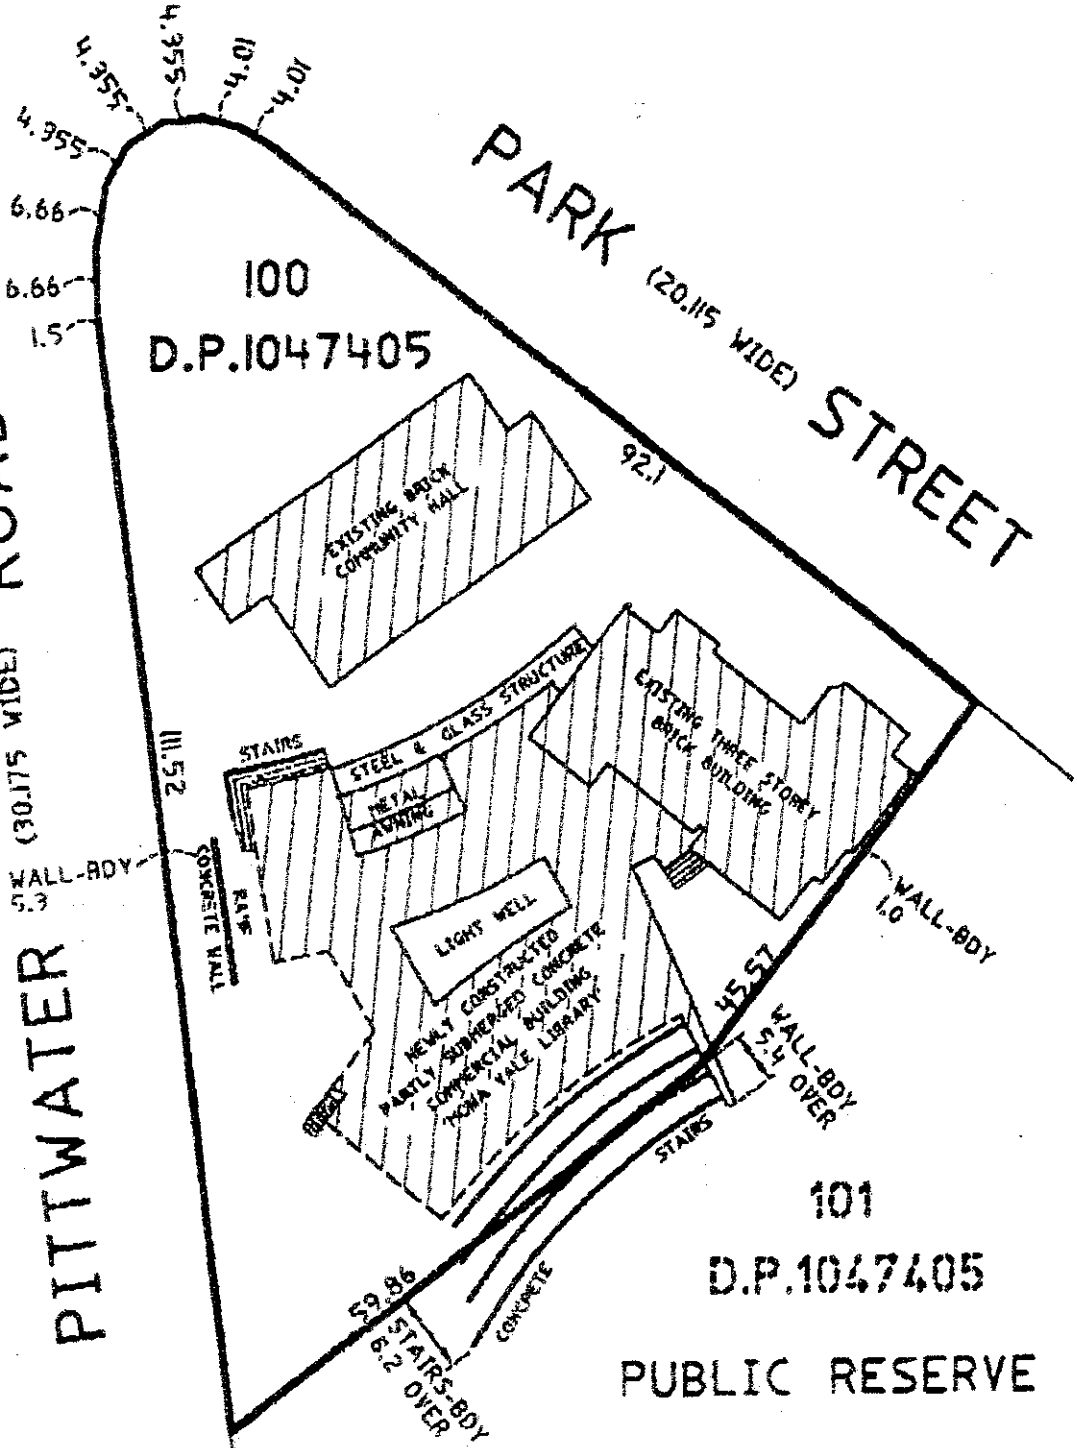 4.355
4.355
4.01
4.01
4.355
6.66
6.66
1.5
PARK (20.115 WIDE) STREET
100
D.P.1047405
92.1
EXISTING BRICK
COMMUNITY HALL
PITTWATER (30.175 WIDE) ROAD
111.52
STAIRS
STEEL & GLASS STRUCTURE
METAL
AWNING
EXISTING THREE STOREY
BRICK BUILDING
WALL-BDY
5.3
CONCRETE WALL
RAMP
LIGHT WELL
NEWLY CONSTRUCTED
PARTLY SUBMERGED CONCRETE
COMMERCIAL BUILDING
'MONA VALE LIBRARY'
WALL-BDY
1.0
45.57
WALL-BDY
5.4 OVER
STAIRS
CONCRETE
59.86
STAIRS-BDY
6.2 OVER
101
D.P.1047405
PUBLIC RESERVE